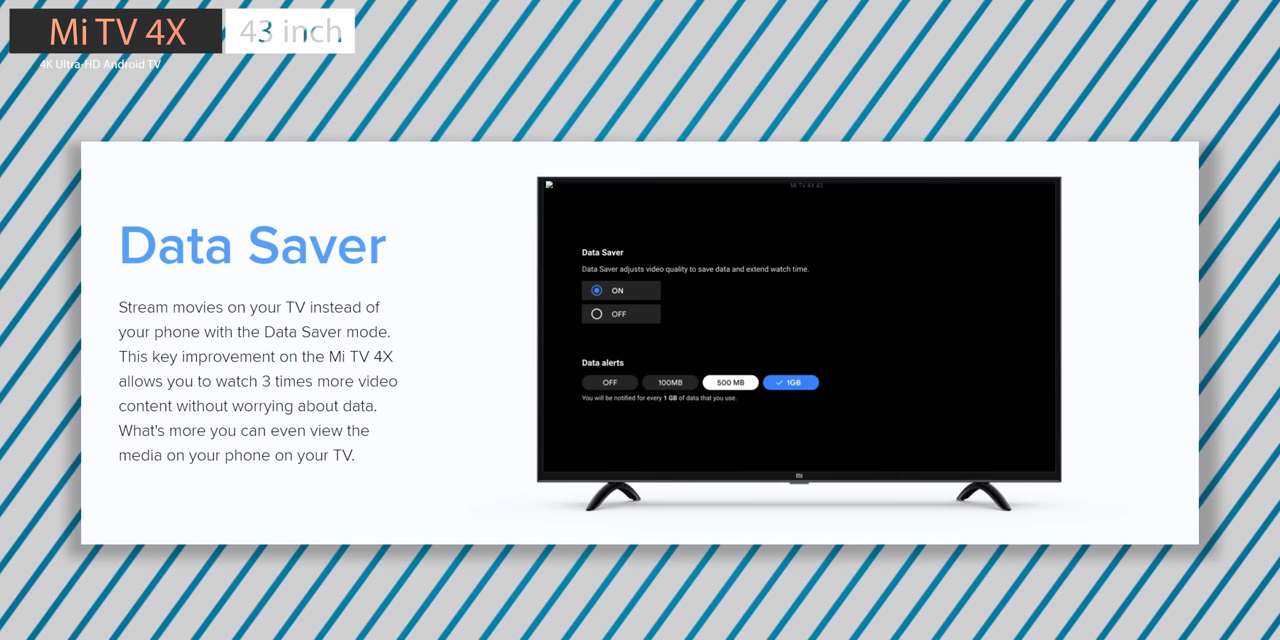 Mi TV 4X
43 inch
4K Ultra-HD Android TV
Data Saver
Stream movies on your TV instead of
your phone with the Data Saver mode.
This key improvement on the Mi TV 4X
allows you to watch 3 times more video
content without worrying about data.
What's more you can even view the
media on your phone on your TV.
Mi TV 4X 43
Data Saver
Data Saver adjusts video quality to save data and extend watch time.
ON
OFF
Data alerts
OFF 100MB 500 MB 1GB
You will be notified for every 1 GB of data that you use.
mi